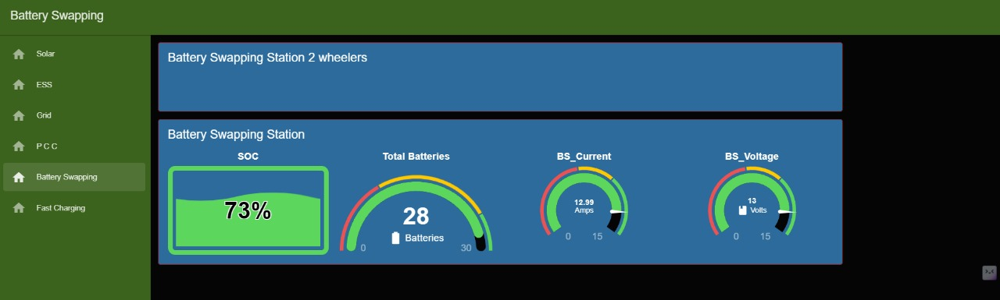 Battery Swapping
Solar
ESS
Grid
P C C
Battery Swapping
Fast Charging
Battery Swapping Station 2 wheelers
Battery Swapping Station
SOC
73%
Total Batteries
28
Batteries
0
30
BS_Current
12.99
Amps
0
15
BS_Voltage
13
Volts
0
15